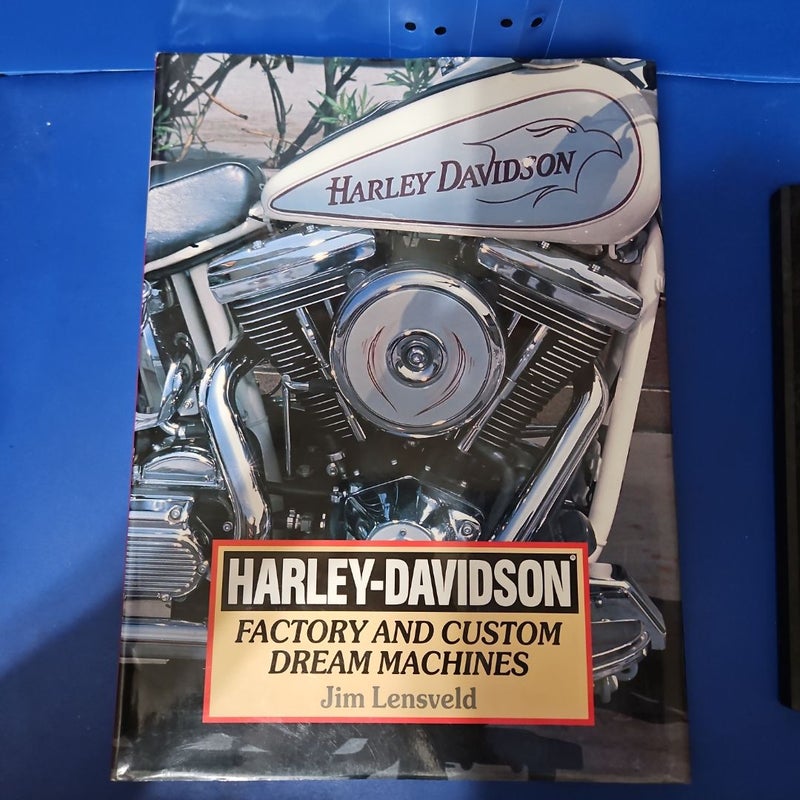 HARLEY DAVIDSON
HARLEY-DAVIDSON®
FACTORY AND CUSTOM
DREAM MACHINES
Jim Lensveld